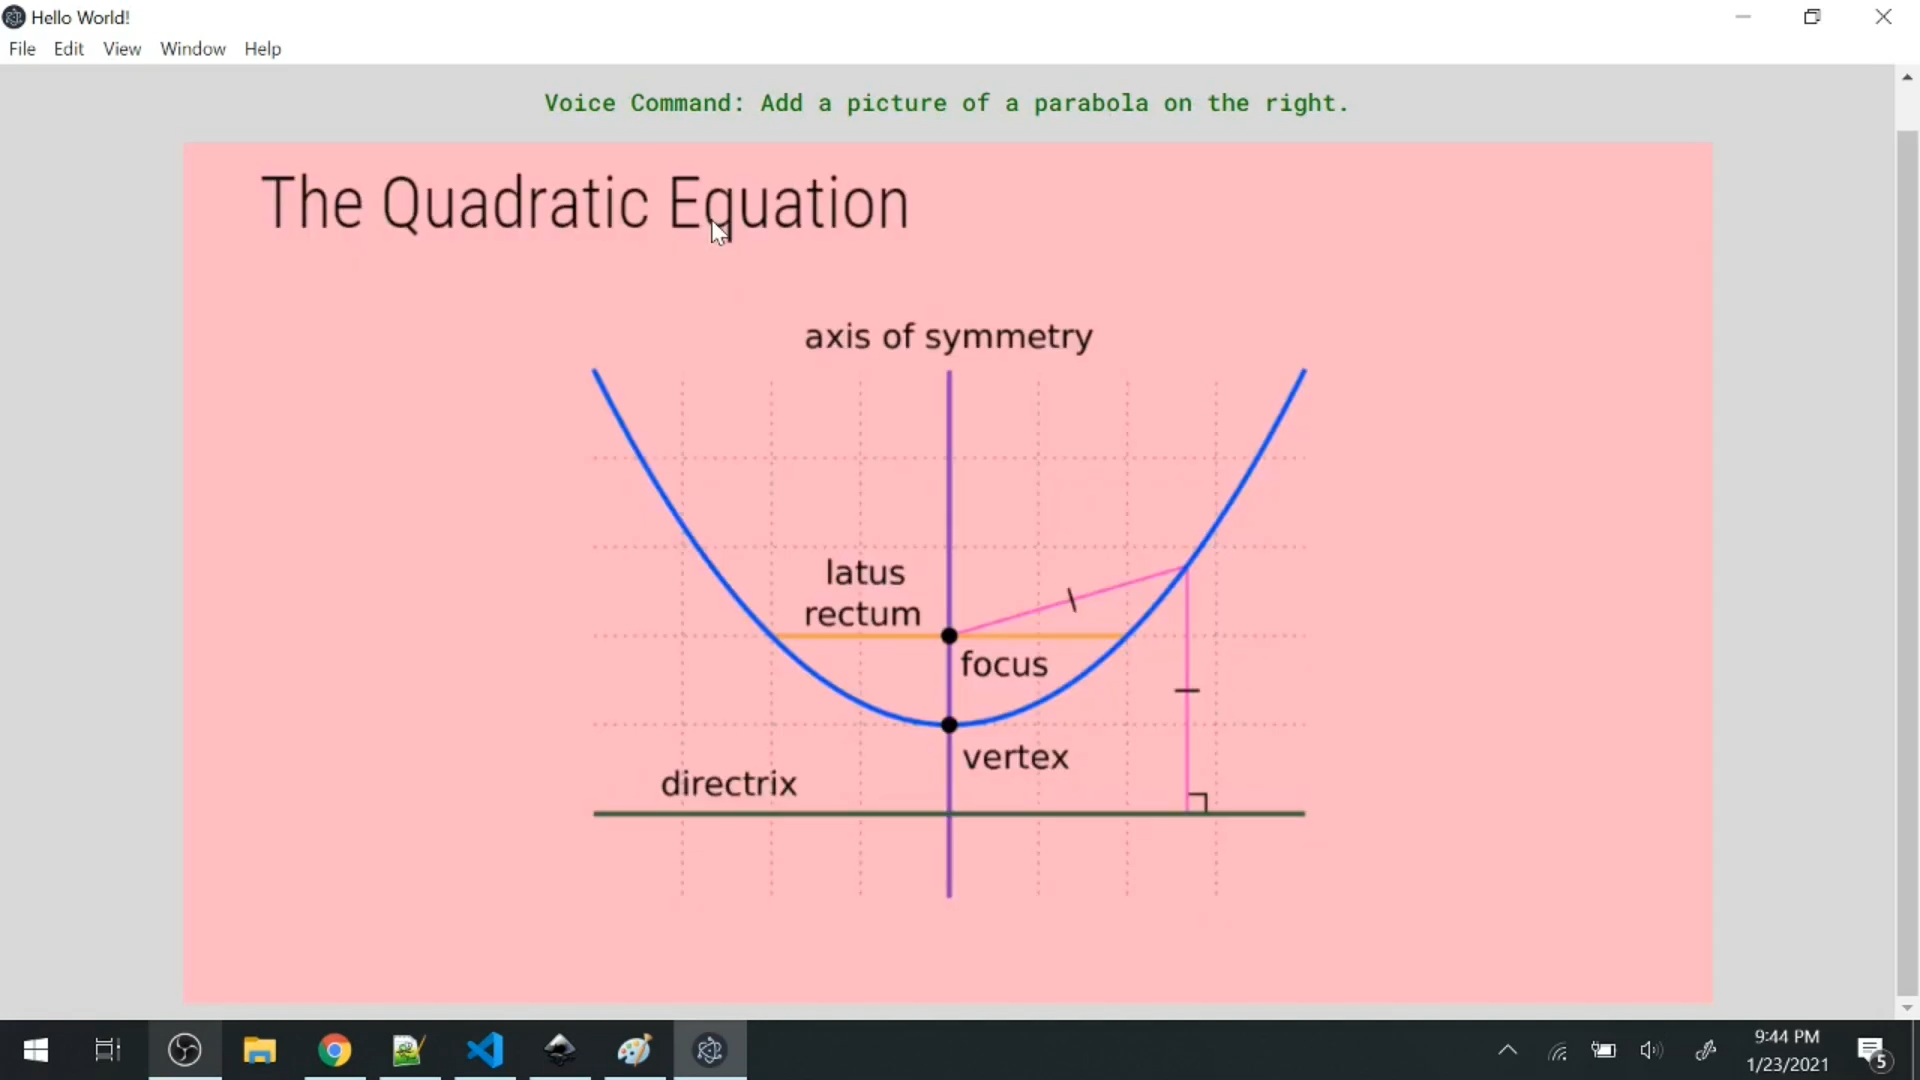 Hello World!
File Edit View Window Help
Voice Command: Add a picture of a parabola on the right.
The Quadratic Equation
axis of symmetry
latus
rectum
focus
vertex
directrix
9:44 PM
1/23/2021
5